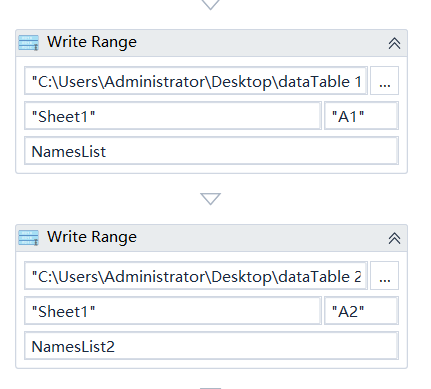 Write Range
"C:\Users\Administrator\Desktop\dataTable 1
...
"Sheet1"
"A1"
NamesList
Write Range
"C:\Users\Administrator\Desktop\dataTable 2
...
"Sheet1"
"A2"
NamesList2